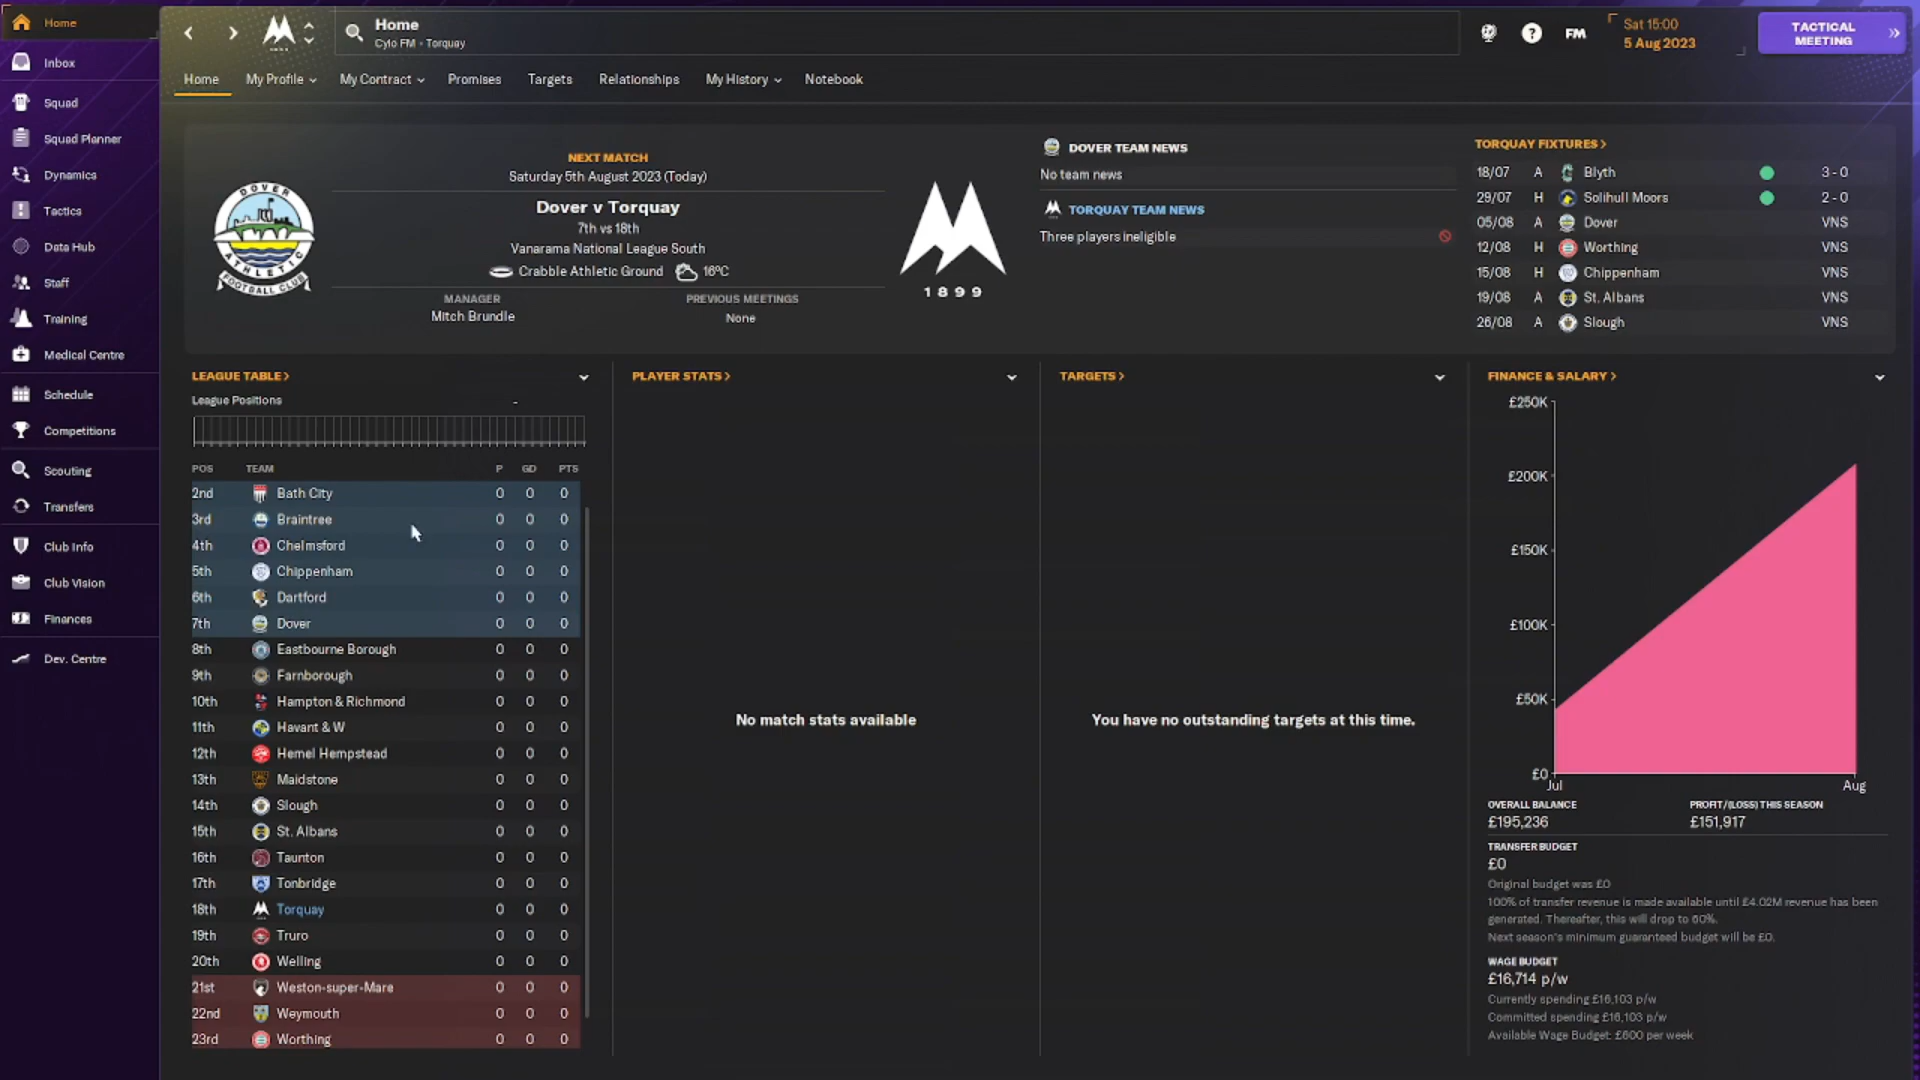 Home
Inbox
Squad
Squad Planner
Dynamics
Tactics
Data Hub
Staff
Training
Medical Centre
Schedule
Competitions
Scouting
Transfers
Club Info
Club Vision
Finances
Dev. Centre
Home
Cylo FM - Torquay
FM
Sat 15:00
5 Aug 2023
TACTICAL
MEETING
Home My Profile My Contract Promises Targets Relationships My History Notebook
DOVER
ATHLETIC
FOOTBALL CLUB
NEXT MATCH
Saturday 5th August 2023 (Today)
Dover v Torquay
7th vs 18th
Vanarama National League South
Crabble Athletic Ground 16°C
MANAGER
Mitch Brundle
PREVIOUS MEETINGS
None
1899
DOVER TEAM NEWS
No team news
TORQUAY TEAM NEWS
Three players ineligible
TORQUAY FIXTURES >
18/07 A Blyth 3 - 0
29/07 H Solihull Moors 2 - 0
05/08 A Dover VNS
12/08 H Worthing VNS
15/08 H Chippenham VNS
19/08 A St. Albans VNS
26/08 A Slough VNS
LEAGUE TABLE >
League Positions -
POS TEAM P GD PTS
2nd Bath City 0 0 0
3rd Braintree 0 0 0
4th Chelmsford 0 0 0
5th Chippenham 0 0 0
6th Dartford 0 0 0
7th Dover 0 0 0
8th Eastbourne Borough 0 0 0
9th Farnborough 0 0 0
10th Hampton & Richmond 0 0 0
11th Havant & W 0 0 0
12th Hemel Hempstead 0 0 0
13th Maidstone 0 0 0
14th Slough 0 0 0
15th St. Albans 0 0 0
16th Taunton 0 0 0
17th Tonbridge 0 0 0
18th Torquay 0 0 0
19th Truro 0 0 0
20th Welling 0 0 0
21st Weston-super-Mare 0 0 0
22nd Weymouth 0 0 0
23rd Worthing 0 0 0
PLAYER STATS >
No match stats available
TARGETS >
You have no outstanding targets at this time.
FINANCE & SALARY >
£250K
£200K
£150K
£100K
£50K
£0
Jul Aug
OVERALL BALANCE
£195,236
PROFIT/(LOSS) THIS SEASON
£151,917
TRANSFER BUDGET
£0
Original budget was £0
100% of transfer revenue is made available until £4.02M revenue has been
generated. Thereafter, this will drop to 60%.
Next season's minimum guaranteed budget will be £0.
WAGE BUDGET
£16,714 p/w
Currently spending £16,103 p/w
Committed spending £16,103 p/w
Available Wage Budget: £600 per week